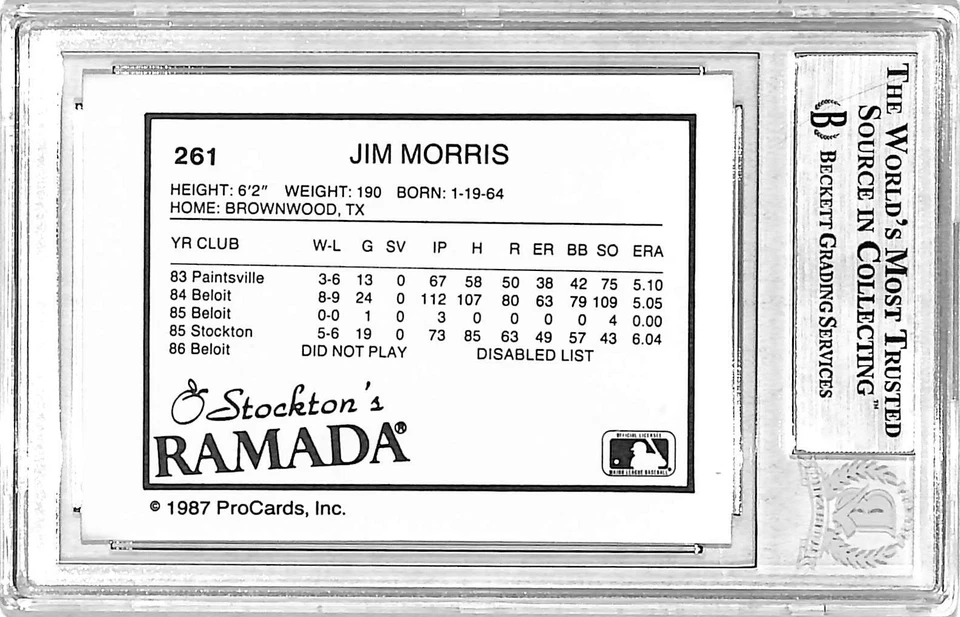 261 JIM MORRIS
HEIGHT: 6'2" WEIGHT: 190 BORN: 1-19-64
HOME: BROWNWOOD, TX
YR CLUB W-L G SV IP H R ER BB SO ERA
83 Paintsville 3-6 13 0 67 58 50 38 42 75 5.10
84 Beloit 8-9 24 0 112 107 80 63 79 109 5.05
85 Beloit 0-0 1 0 3 0 0 0 0 4 0.00
85 Stockton 5-6 19 0 73 85 63 49 57 43 6.04
86 Beloit DID NOT PLAY DISABLED LIST
Stockton's
RAMADA®
OFFICIAL LICENSEE
MAJOR LEAGUE BASEBALL
© 1987 ProCards, Inc.
THE WORLD'S MOST TRUSTED
SOURCE IN COLLECTING™
B BECKETT GRADING SERVICES
B